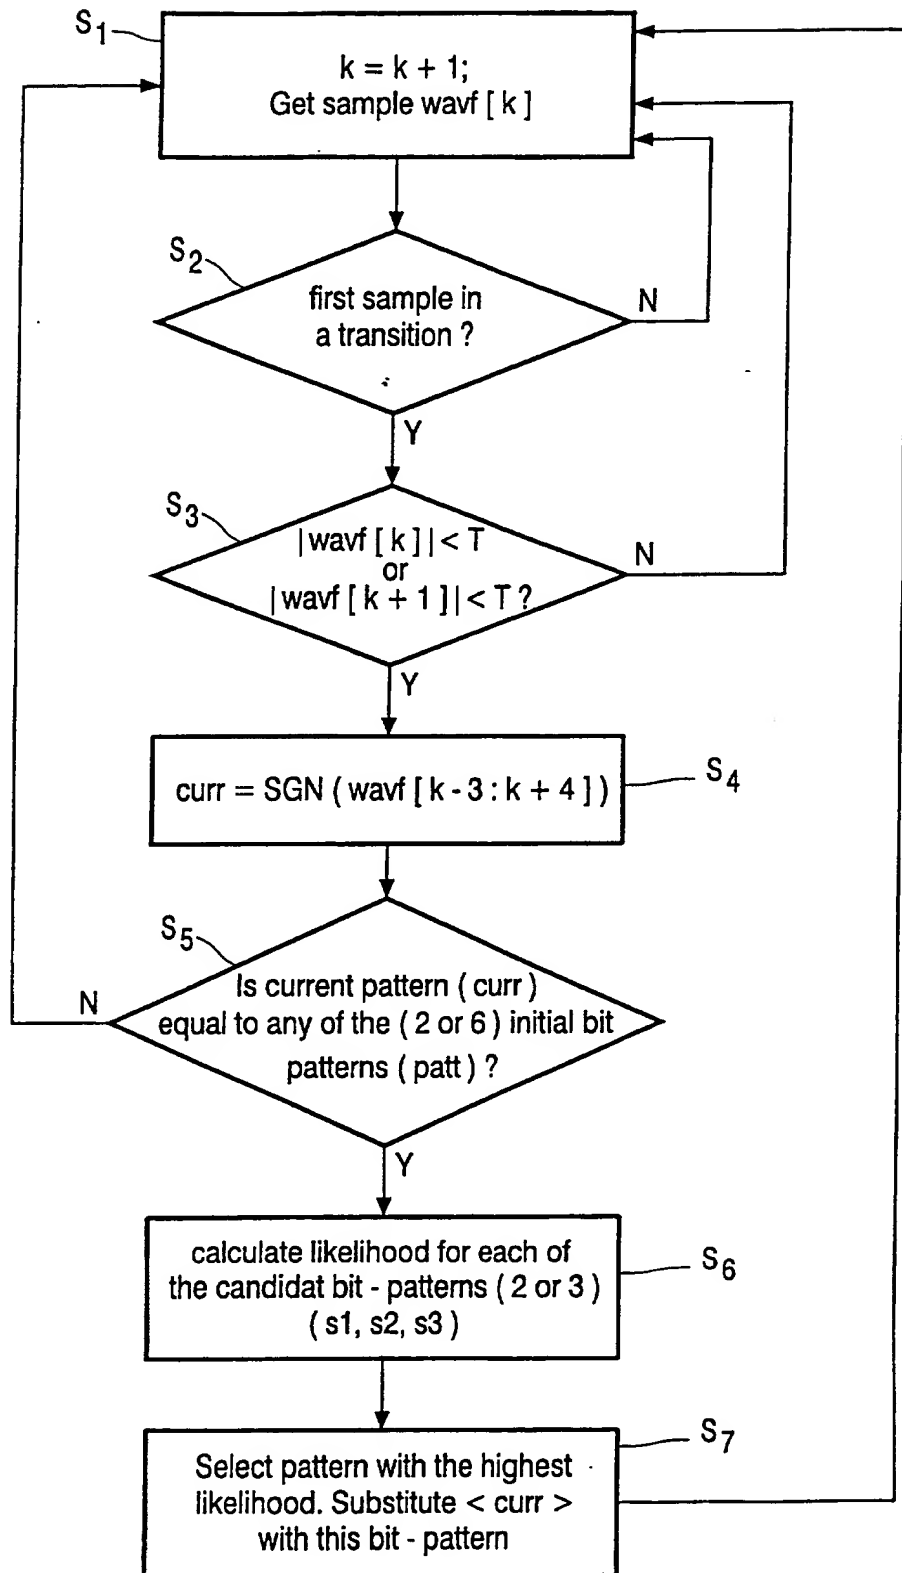 S1
k = k + 1;
Get sample wavf [ k ]
S2
first sample in
a transition ?
N
Y
S3
| wavf [ k ] | < T
or
| wavf [ k + 1 ] | < T ?
N
Y
curr = SGN ( wavf [ k - 3 : k + 4 ] )
S4
S5
Is current pattern ( curr )
equal to any of the ( 2 or 6 ) initial bit
patterns ( patt ) ?
N
Y
calculate likelihood for each of
the candidat bit - patterns ( 2 or 3 )
( s1, s2, s3 )
S6
Select pattern with the highest
likelihood. Substitute < curr >
with this bit - pattern
S7